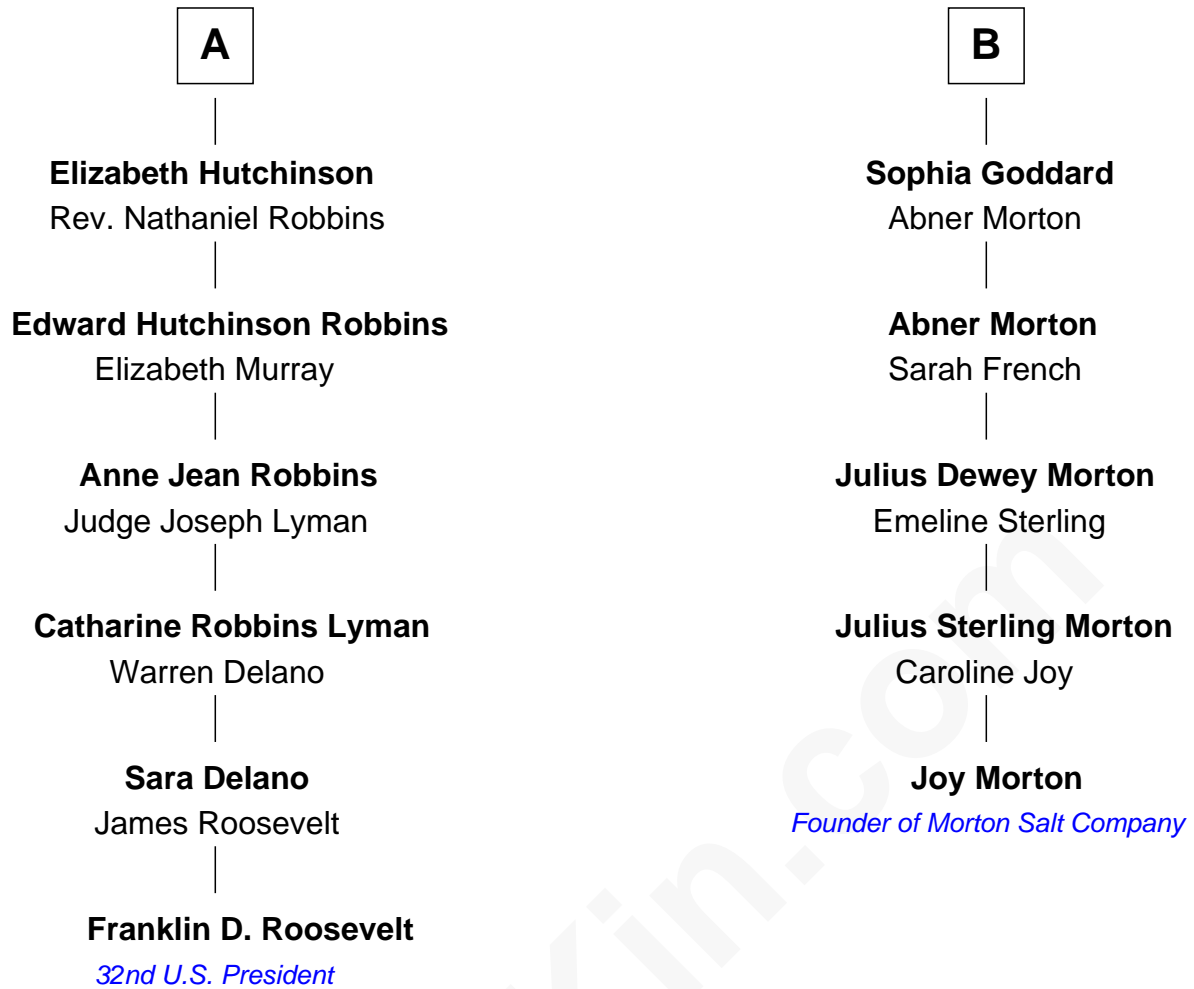 A
Elizabeth Hutchinson
Rev. Nathaniel Robbins
Edward Hutchinson Robbins
Elizabeth Murray
Anne Jean Robbins
Judge Joseph Lyman
Catharine Robbins Lyman
Warren Delano
Sara Delano
James Roosevelt
Franklin D. Roosevelt
32nd U.S. President
B
Sophia Goddard
Abner Morton
Abner Morton
Sarah French
Julius Dewey Morton
Emeline Sterling
Julius Sterling Morton
Caroline Joy
Joy Morton
Founder of Morton Salt Company
Kin.com